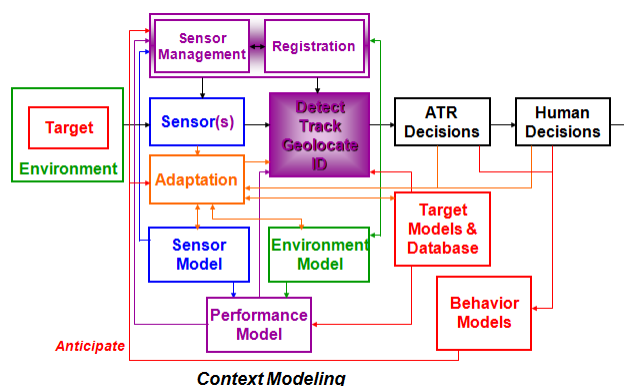 Sensor
Management
Registration
Target
Environment
Sensor(s)
Detect
Track
Geolocate
ID
ATR
Decisions
Human
Decisions
Adaptation
Sensor
Model
Environment
Model
Target
Models &
Database
Performance
Model
Behavior
Models
Anticipate
Context Modeling